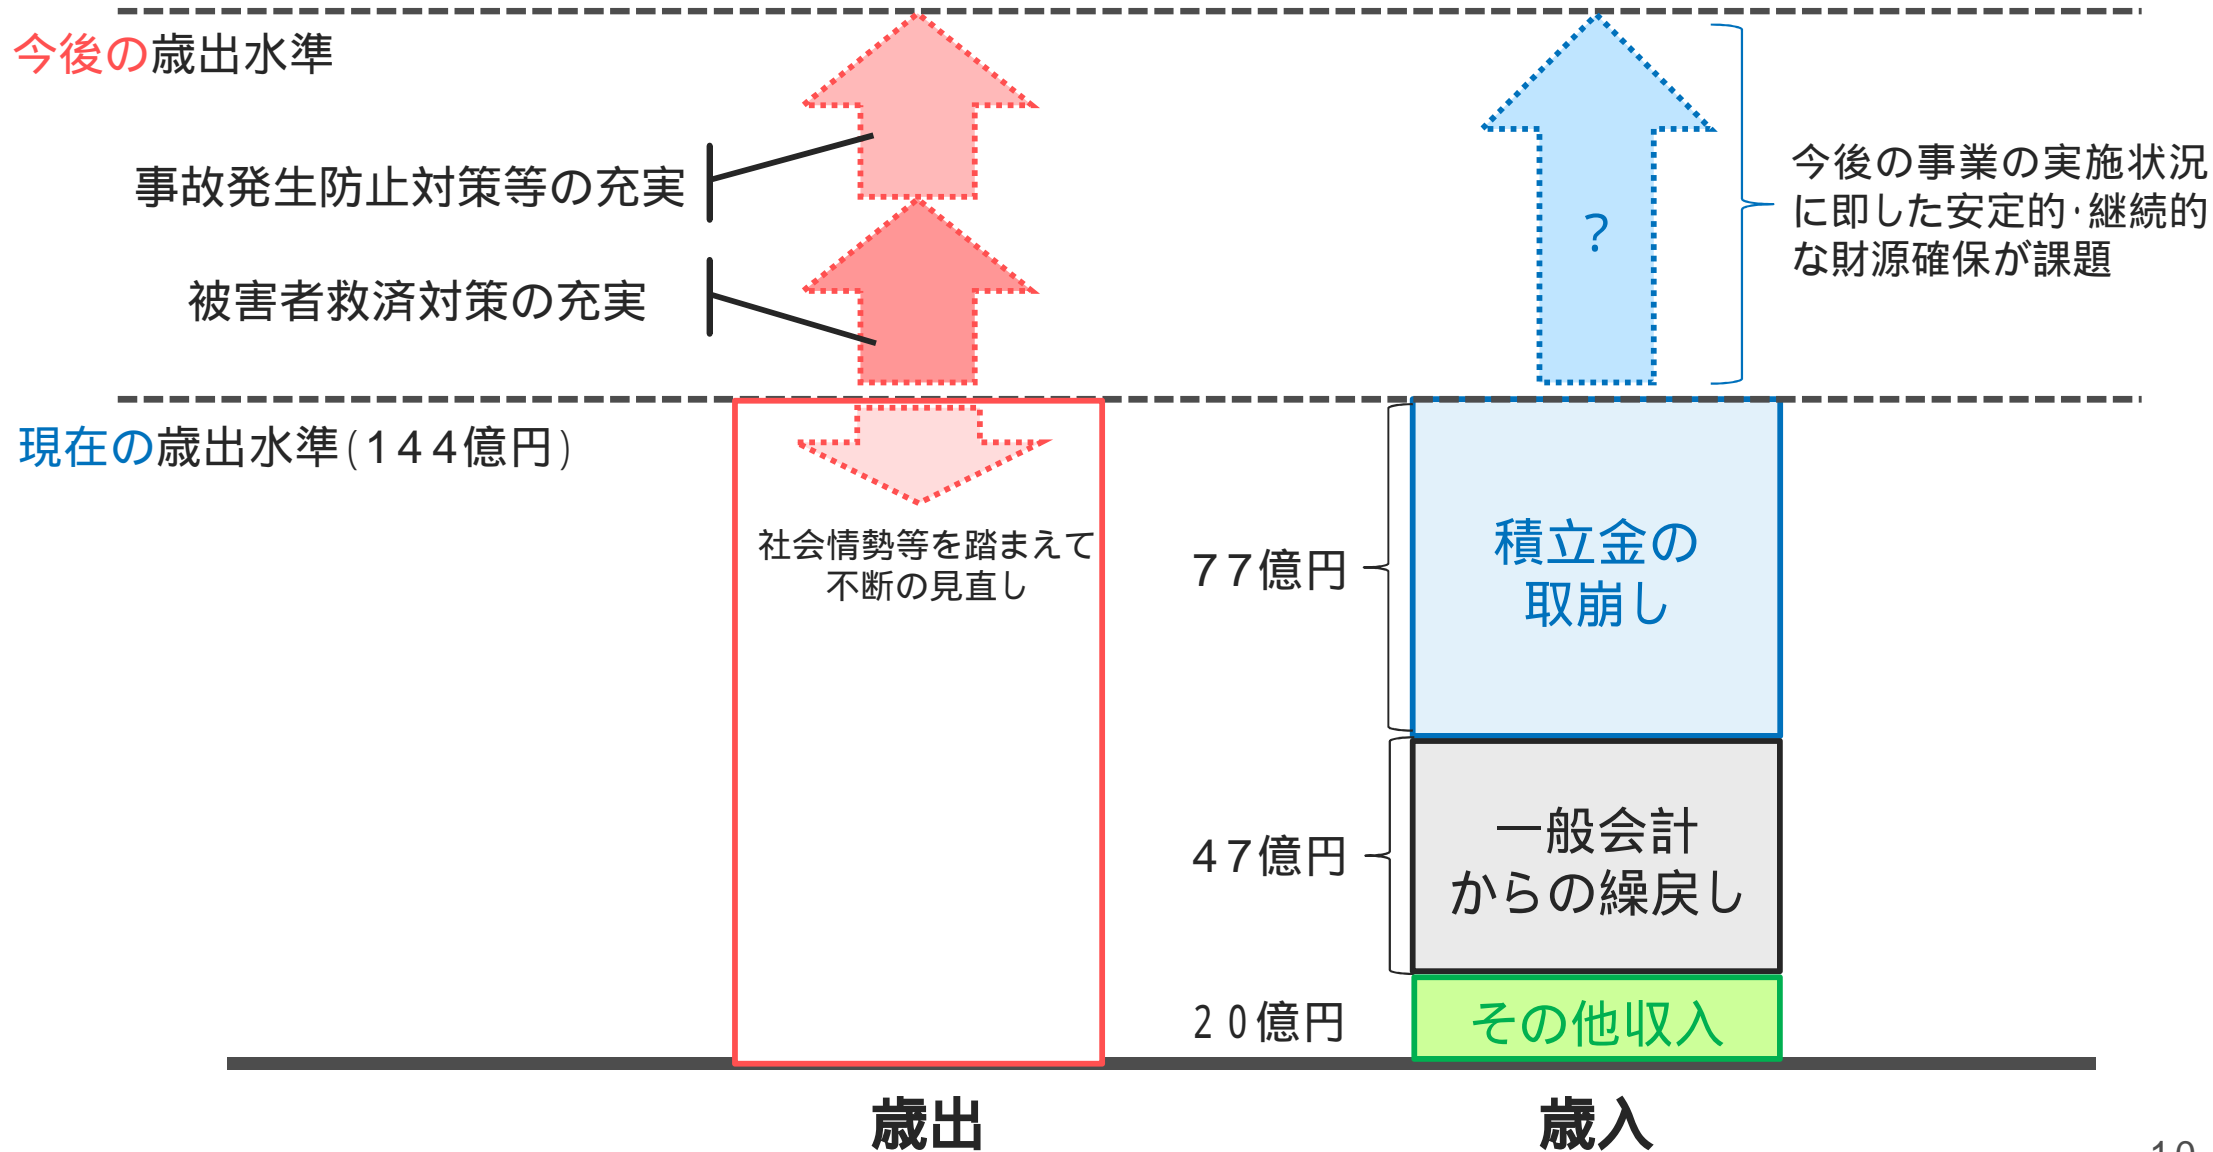 今後の歳出水準
事故発生防止対策等の充実
被害者救済対策の充実
?
今後の事業の実施状況
に即した安定的・継続的
な財源確保が課題
現在の歳出水準(144億円)
社会情勢等を踏まえて
不断の見直し
77億円
積立金の
取崩し
47億円
一般会計
からの繰戻し
20億円
その他収入
歳出
歳入